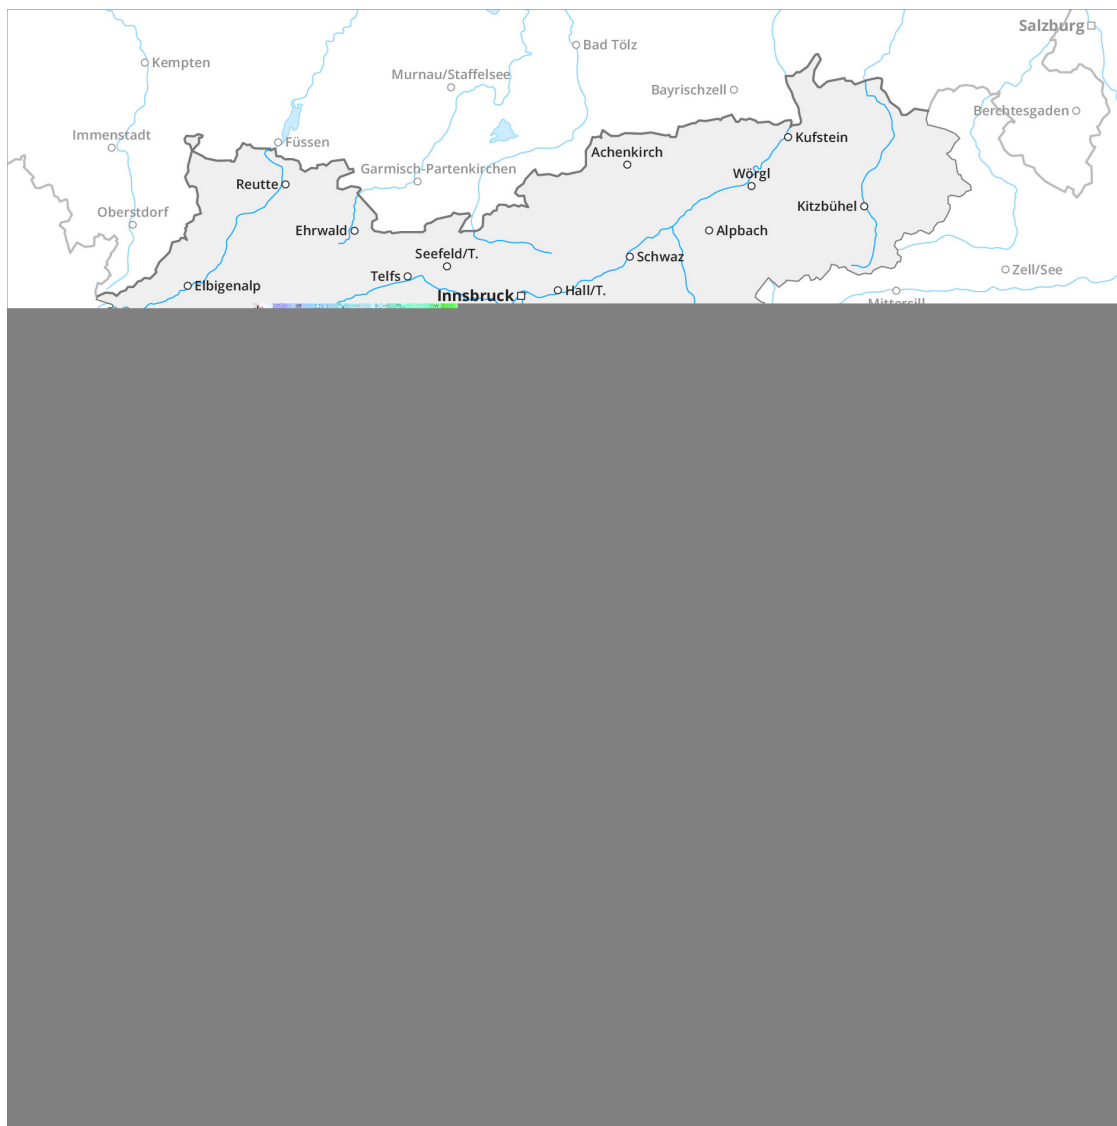 Salzburg
Bad Tölz
Kempten
Murnau/Staffelsee
Bayrischzell
Berchtesgaden
Immenstadt
Kufstein
Füssen
Achenkirch
Garmisch-Partenkirchen
Wörgl
Reutte
Kitzbühel
Oberstdorf
Ehrwald
Alpbach
Seefeld/T.
Schwaz
Zell/See
Telfs
Elbigenalp
Hall/T.
Innsbruck
Mittersill